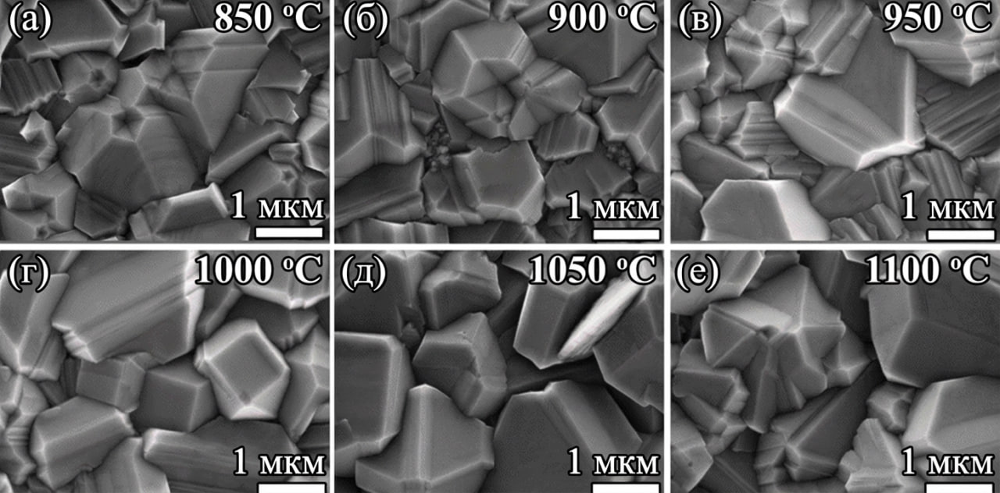 (а) 850 °C
1 мкм
(б) 900 °C
1 мкм
(в) 950 °C
1 мкм
(г) 1000 °C
1 мкм
(д) 1050 °C
1 мкм
(е) 1100 °C
1 мкм